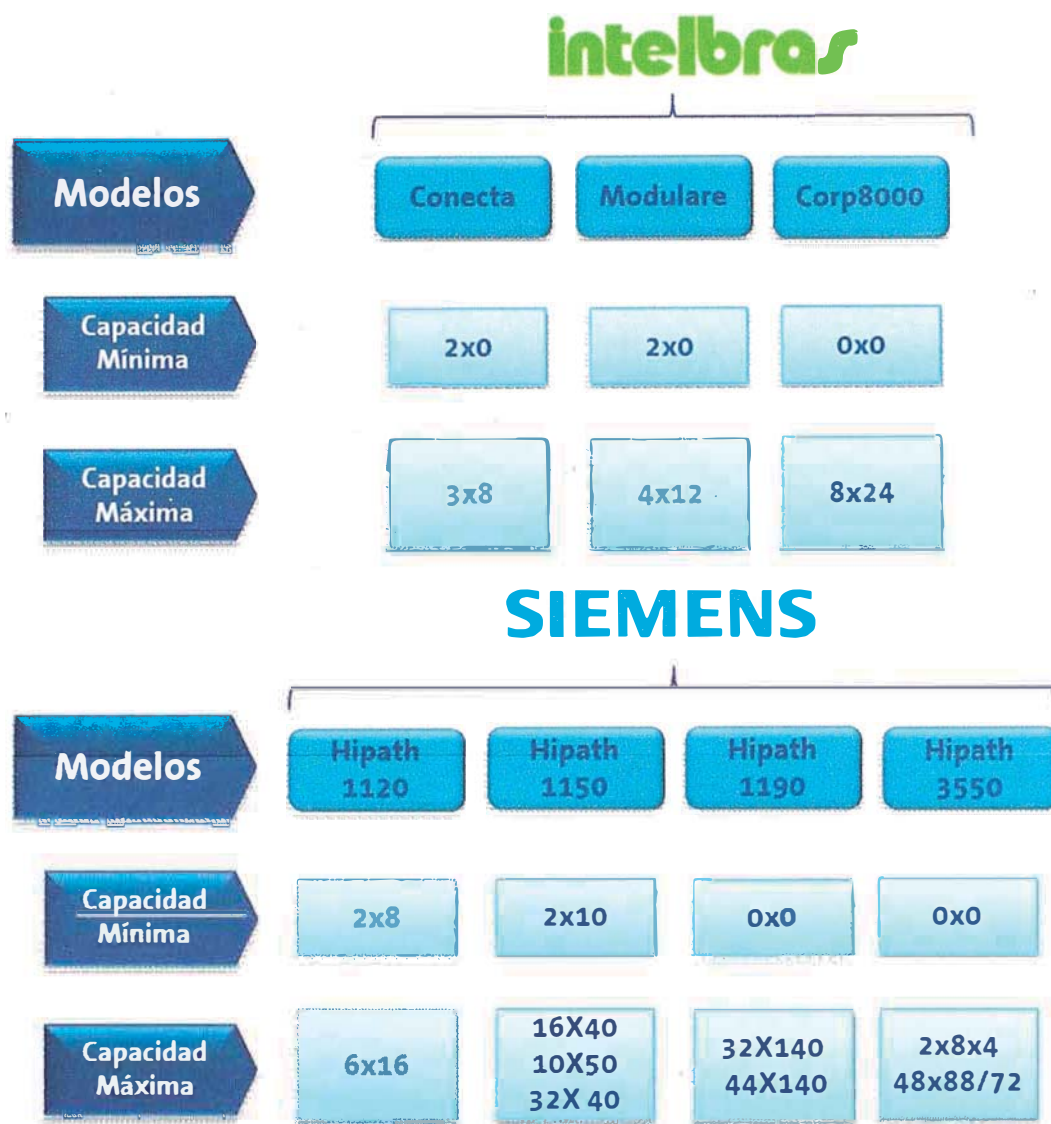 intelbras
Modelos
Conecta
Modulare
Corp8000
Capacidad
Mínima
2x0
2x0
0x0
Capacidad
Máxima
3x8
4x12
8x24
SIEMENS
Modelos
Hipath
1120
Hipath
1150
Hipath
1190
Hipath
3550
Capacidad
Mínima
2x8
2x10
0x0
0x0
Capacidad
Máxima
6x16
16X40
10X50
32X 40
32X140
44X140
2x8x4
48x88/72